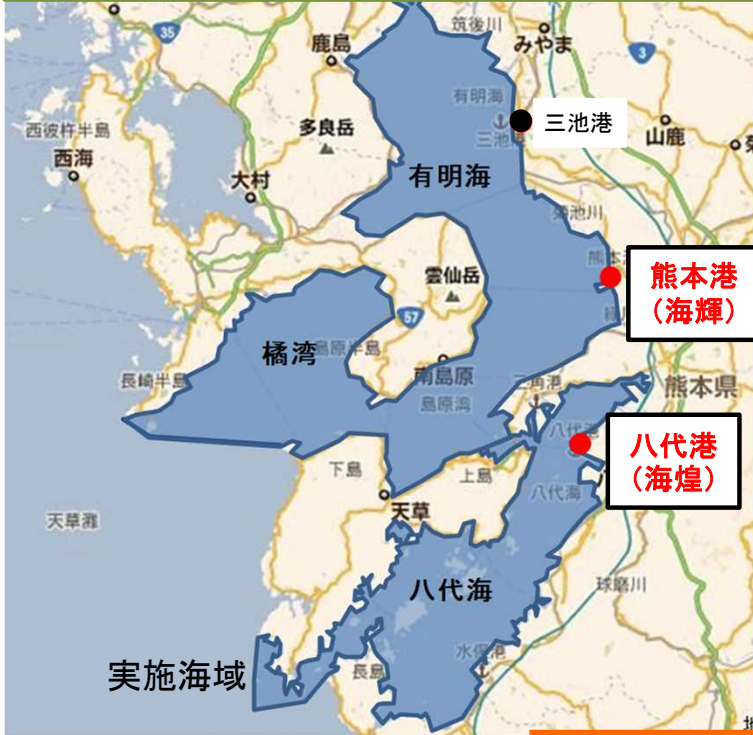 35
鹿島
筑後川
みやま
3
有明海
三池港
三池港
山鹿
西彼杵半島
西海
多良岳
大村
有明海
菊池川
雲仙岳
熊本港
(海輝)
57
橘湾
島原半島
南島原
長崎半島
島原湾
三角港
熊本県
八代港
八代港
(海煌)
下島
上島
天草
八代海
天草灘
八代海
球磨川
実施海域
長島
水俣港